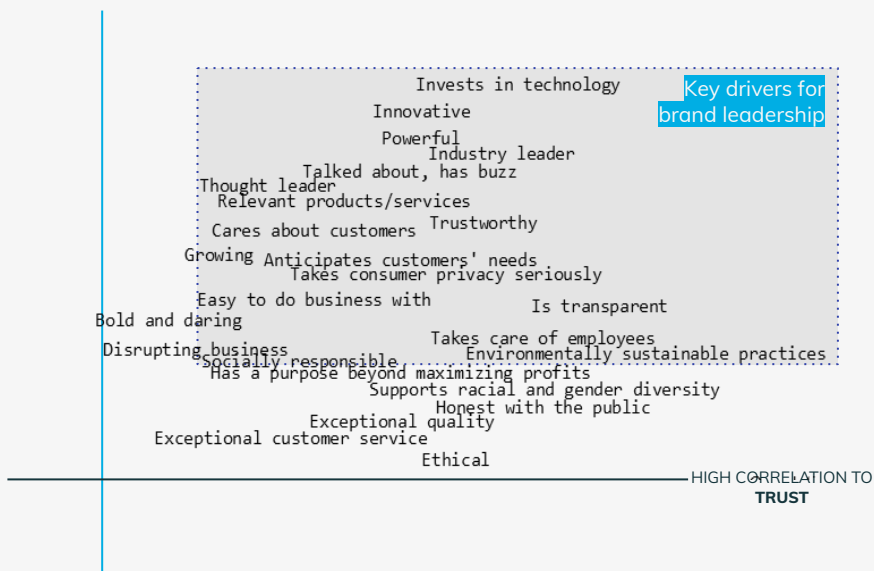 Invests in technology
Key drivers for
brand leadership
Innovative
Powerful
Industry leader
Talked about, has buzz
Thought leader
Relevant products/services
Trustworthy
Cares about customers
Growing
Anticipates customers' needs
Takes consumer privacy seriously
Easy to do business with
Is transparent
Bold and daring
Takes care of employees
Disrupting business
Environmentally sustainable practices
Socially responsible
Has a purpose beyond maximizing profits
Supports racial and gender diversity
Honest with the public
Exceptional quality
Exceptional customer service
Ethical
HIGH CORRELATION TO
TRUST